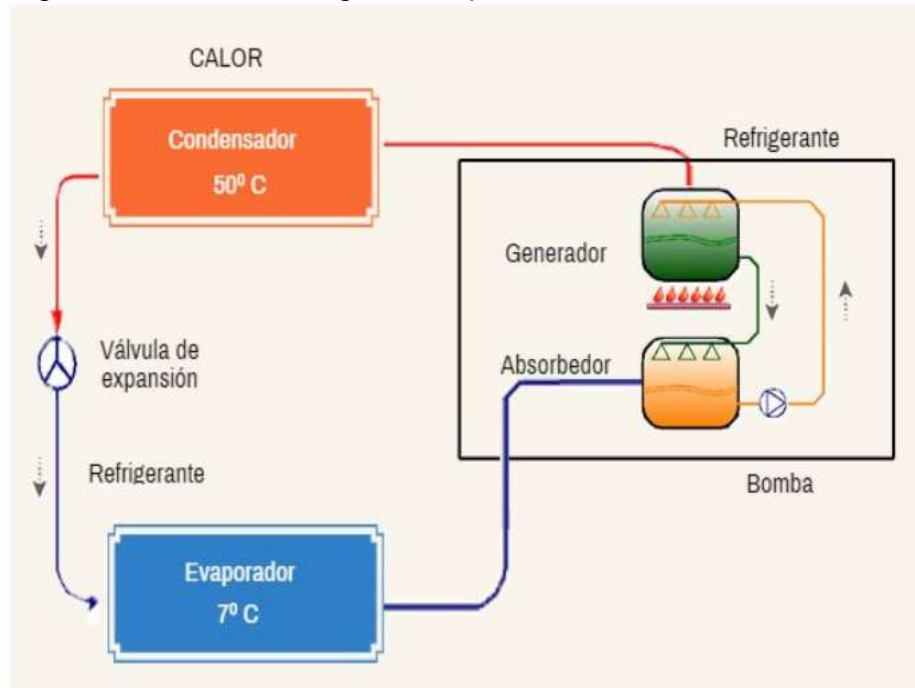 CALOR
Condensador
50º C
Refrigerante
Generador
Absorbedor
Válvula de
expansión
Refrigerante
Bomba
Evaporador
7º C